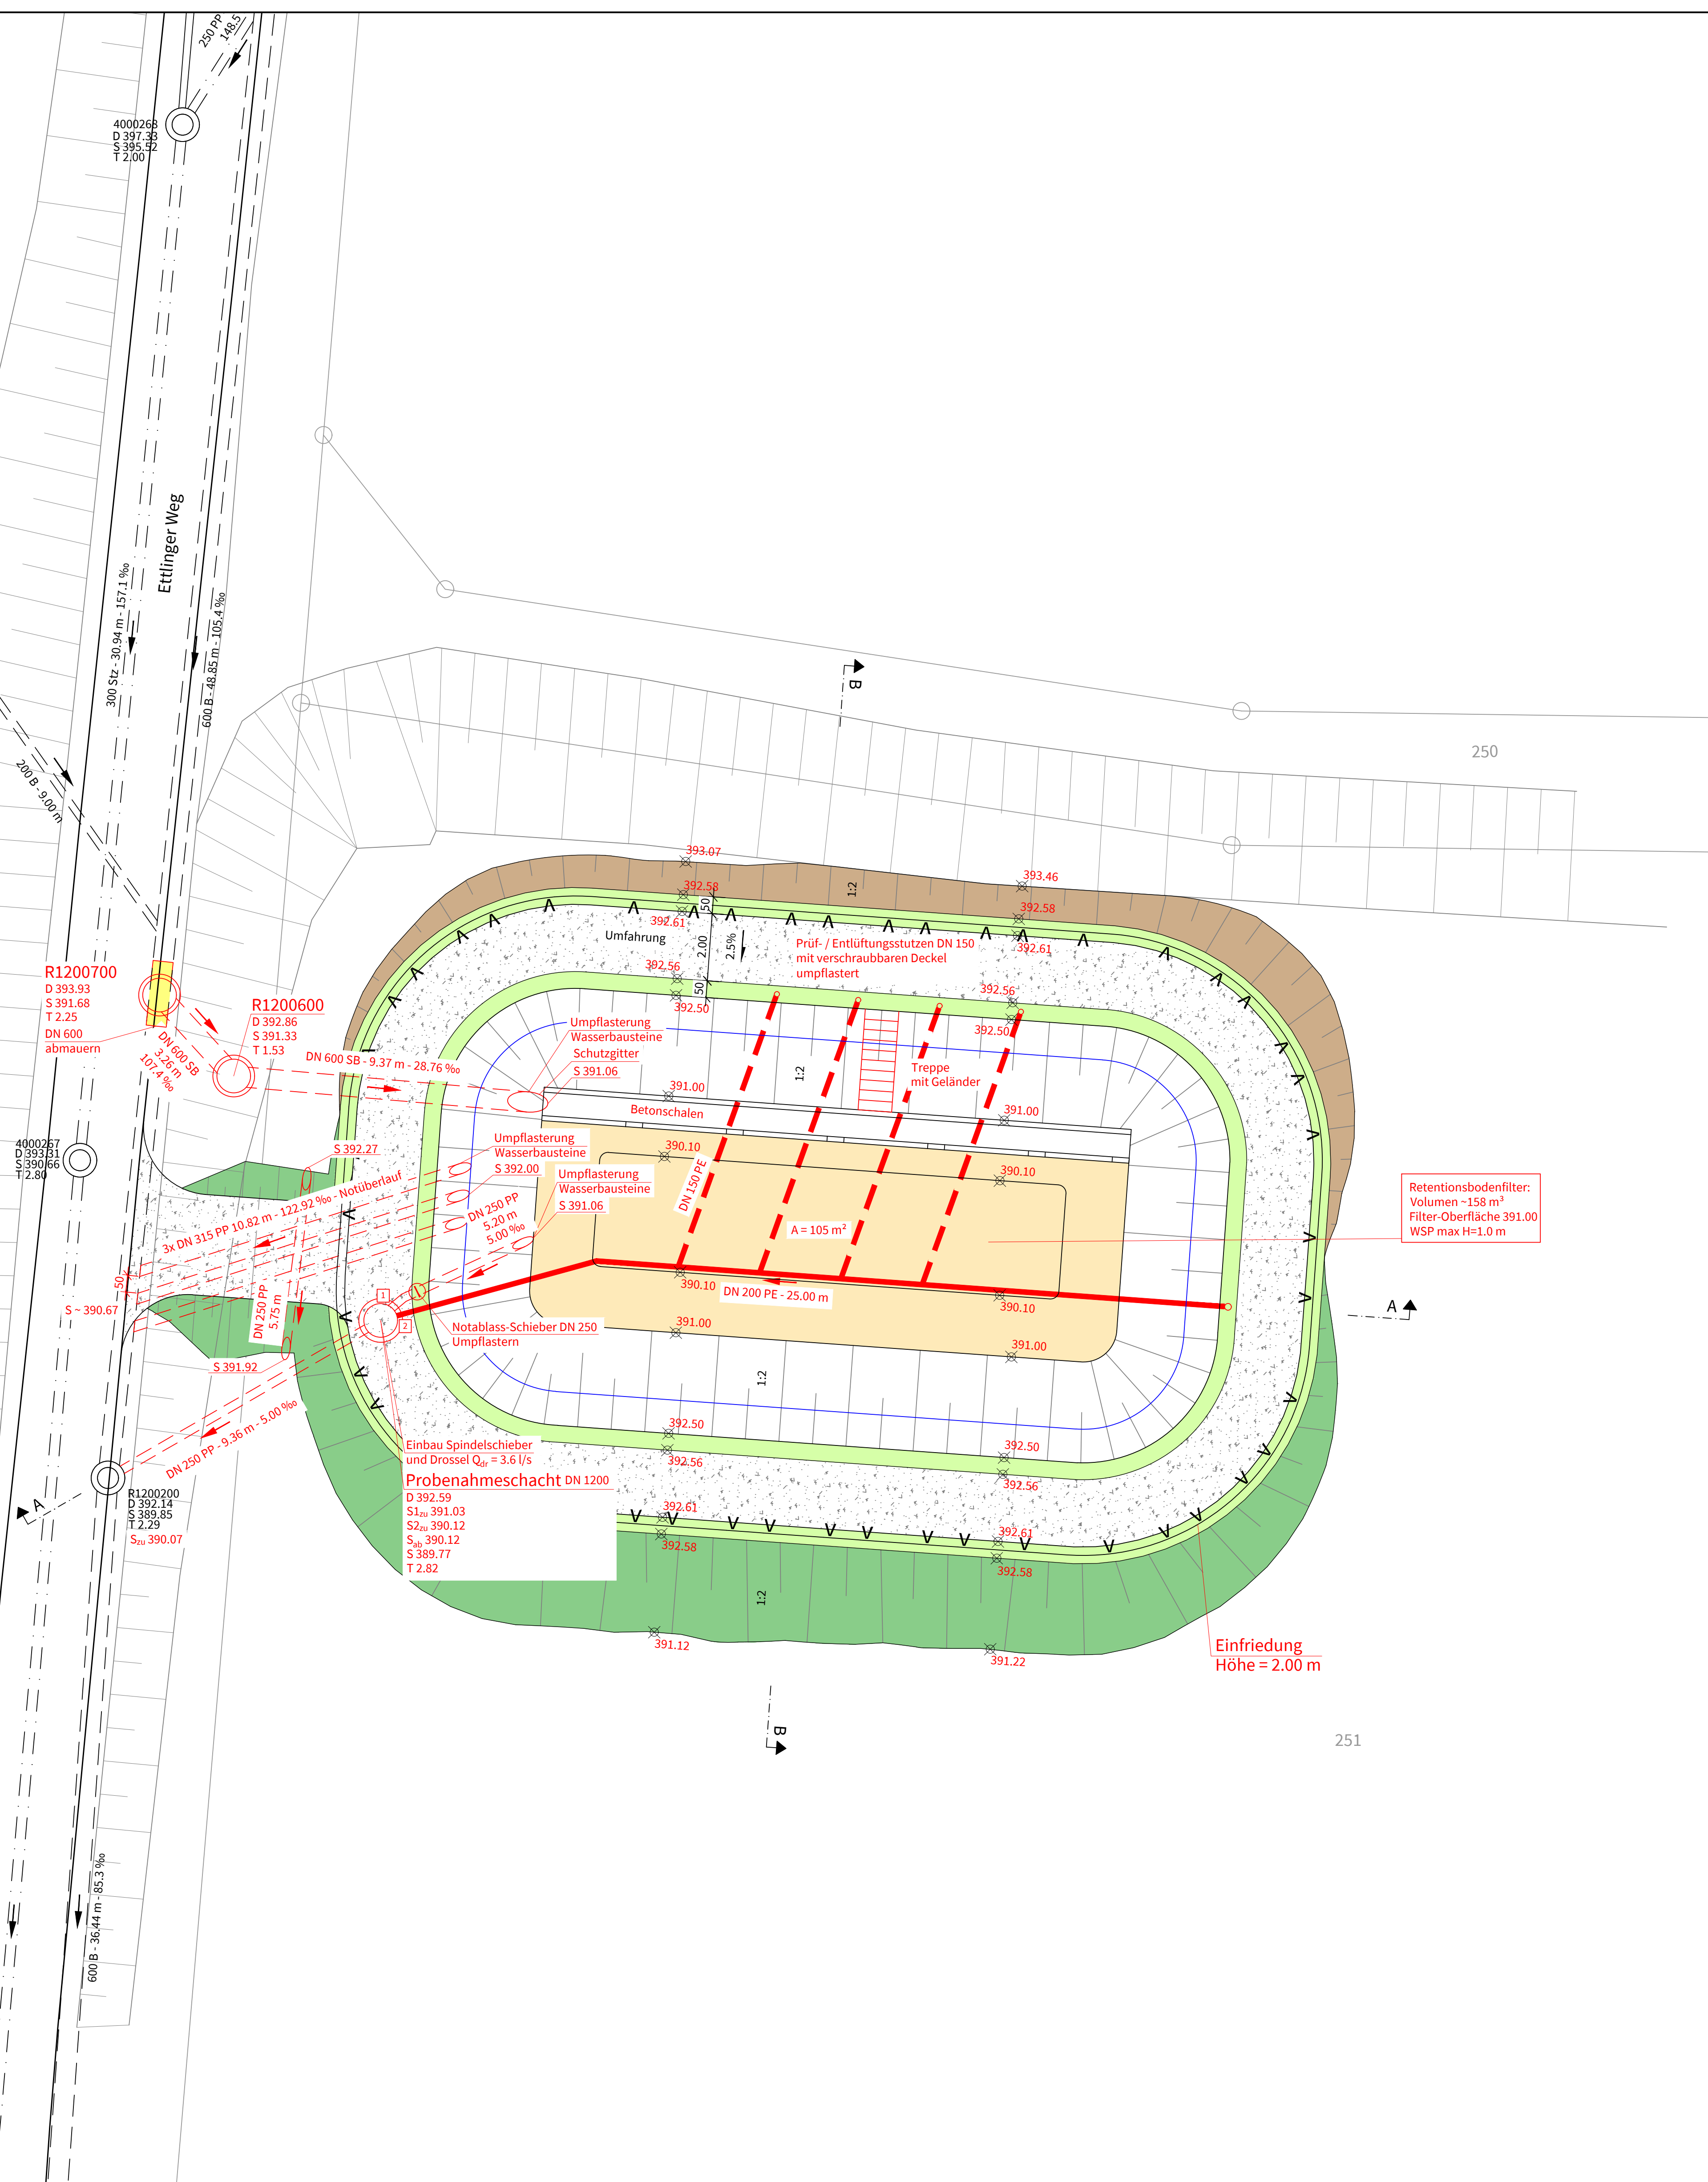 250 PP
148.5
4000268
D 397.33
S 395.52
T 2.00
Ettlinger Weg
300 Stz - 30.94 m - 157.1 ‰
600 B - 48.85 m - 105.4 ‰
200 B - 9.00 m
B
250
393.07
393.46
1:2
392.58
392.58
50
392.61
392.61
Umfahrung
2.00
2.5%
Prüf- / Entlüftungsstutzen DN 150
mit verschraubbaren Deckel
umpflastert
392.56
392.56
50
392.50
392.50
R1200700
D 393.93
S 391.68
T 2.25
DN 600
abmauern
R1200600
D 392.86
S 391.33
T 1.53
DN 600 SB
3.26 m
107.4 ‰
DN 600 SB - 9.37 m - 28.76 ‰
Umpflasterung
Wasserbausteine
Schutzgitter
S 391.06
1:2
Treppe
mit Geländer
391.00
391.00
Betonschalen
4000267
D 393.31
S 390.66
T 2.80
S 392.27
Umpflasterung
Wasserbausteine
S 392.00
Umpflasterung
Wasserbausteine
S 391.06
390.10
390.10
DN 150 PE
A = 105 m²
Retentionsbodenfilter:
Volumen ~158 m³
Filter-Oberfläche 391.00
WSP max H=1.0 m
3x DN 315 PP 10.82 m - 122.92 ‰ - Notüberlauf
DN 250 PP
5.20 m
5.00 ‰
50
S ~ 390.67
DN 250 PP
5.75 m
1
2
390.10
390.10
DN 200 PE - 25.00 m
A
Notablass-Schieber DN 250
Umpflastern
391.00
391.00
S 391.92
1:2
DN 250 PP - 9.36 m - 5.00 ‰
392.50
392.50
392.56
392.56
Einbau Spindelschieber
und Drossel Qdr = 3.6 l/s
Probenahmeschacht DN 1200
D 392.59
S1zu 391.03
S2zu 390.12
Sab 390.12
S 389.77
T 2.82
A
R1200200
D 392.14
S 389.85
T 2.29
Szu 390.07
392.61
392.61
392.58
392.58
1:2
391.12
391.22
Einfriedung
Höhe = 2.00 m
B
251
600 B - 36.44 m - 85.3 ‰